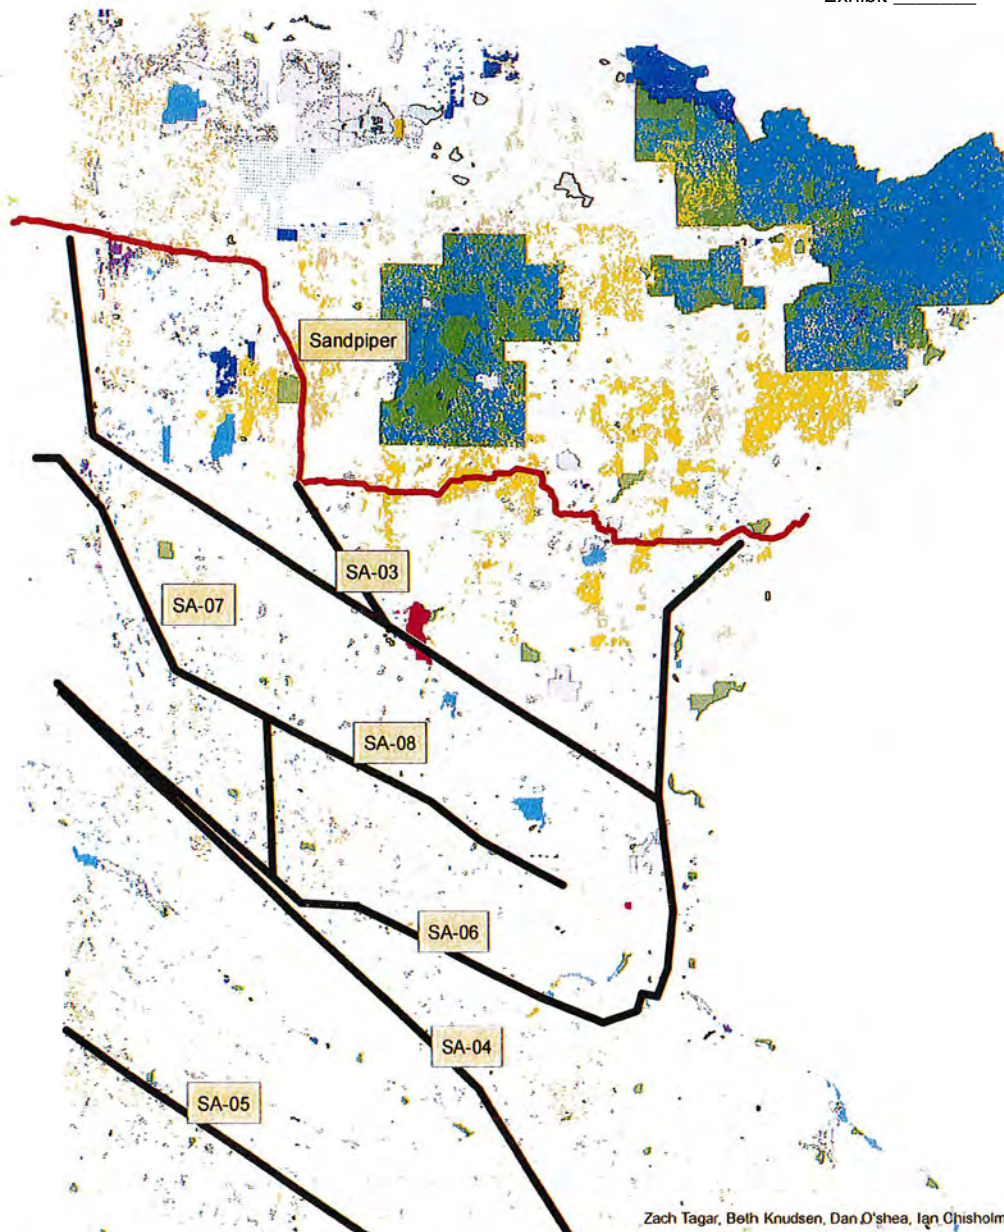 Exhibit _______
Sandpiper
SA-03
SA-07
SA-08
SA-06
SA-04
SA-05
Zach Tagar, Beth Knudsen, Dan O'shea, Ian Chisholm